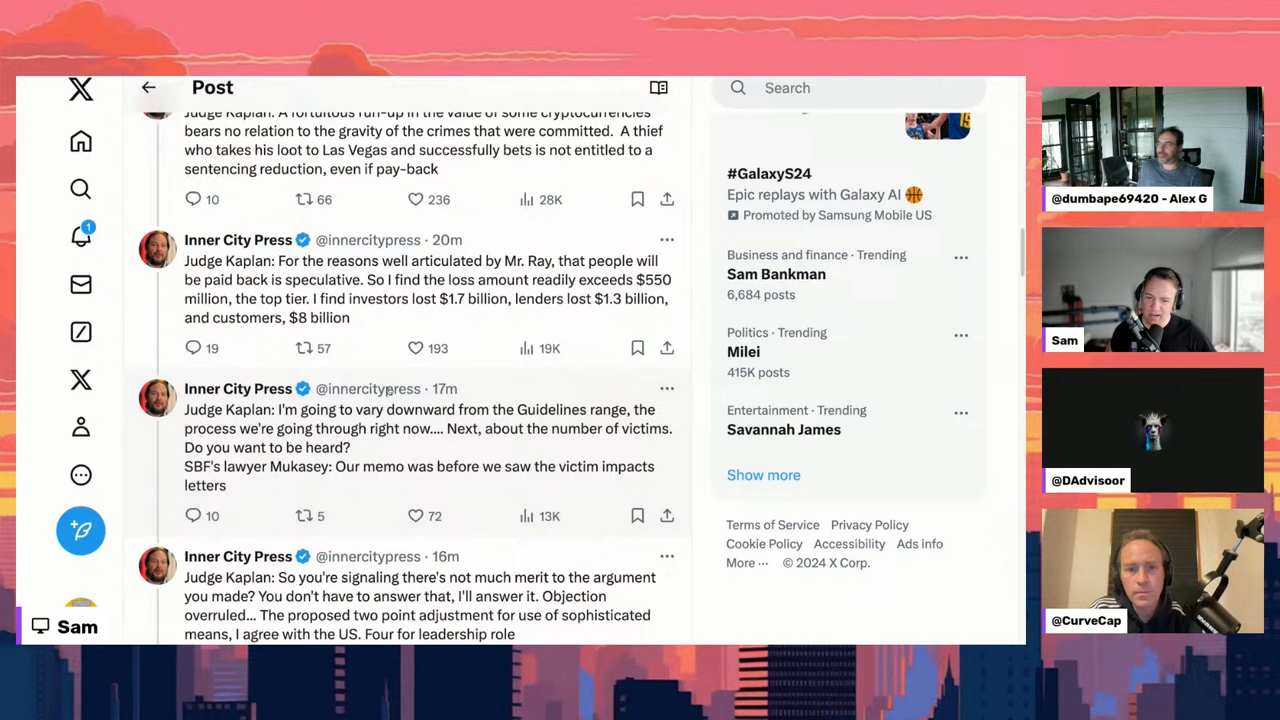 Post
Judge Kaplan: A fortuitous run-up in the value of some cryptocurrencies
bears no relation to the gravity of the crimes that were committed. A thief
who takes his loot to Las Vegas and successfully bets is not entitled to a
sentencing reduction, even if pay-back
10 66 236 28K
Inner City Press @innercitypress · 20m
Judge Kaplan: For the reasons well articulated by Mr. Ray, that people will
be paid back is speculative. So I find the loss amount readily exceeds $550
million, the top tier. I find investors lost $1.7 billion, lenders lost $1.3 billion,
and customers, $8 billion
19 57 193 19K
Inner City Press @innercitypress · 17m
Judge Kaplan: I'm going to vary downward from the Guidelines range, the
process we're going through right now.... Next, about the number of victims.
Do you want to be heard?
SBF's lawyer Mukasey: Our memo was before we saw the victim impacts
letters
10 5 72 13K
Inner City Press @innercitypress · 16m
Judge Kaplan: So you're signaling there's not much merit to the argument
you made? You don't have to answer that, I'll answer it. Objection
overruled... The proposed two point adjustment for use of sophisticated
means, I agree with the US. Four for leadership role
1
Sam
Search
#GalaxyS24
Epic replays with Galaxy AI 🏀
Promoted by Samsung Mobile US
Business and finance · Trending
Sam Bankman
6,684 posts
Politics · Trending
Milei
415K posts
Entertainment · Trending
Savannah James
Show more
Terms of Service Privacy Policy
Cookie Policy Accessibility Ads info
More ··· © 2024 X Corp.
@dumbape69420 - Alex G
Sam
@DAdvisoor
@CurveCap